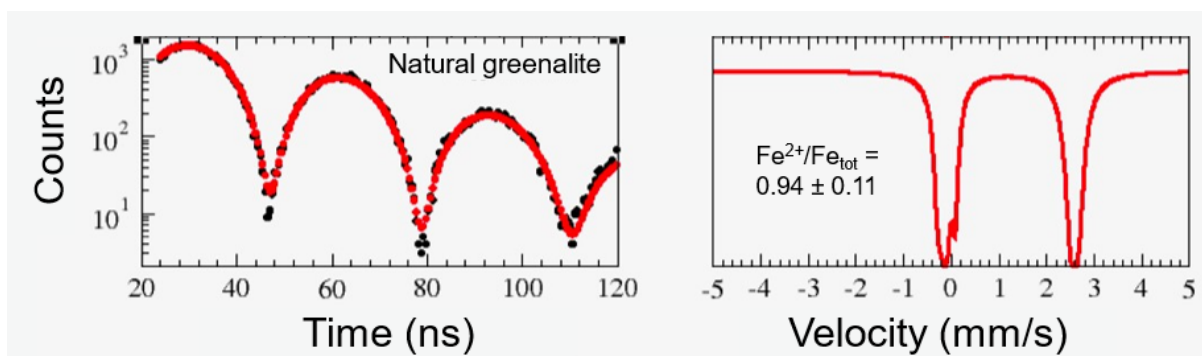 Natural greenalite
Counts
10³
10²
10¹
20 40 60 80 100 120
Time (ns)
Fe²⁺/Feₜₒₜ =
0.94 ± 0.11
-5 -4 -3 -2 -1 0 1 2 3 4 5
Velocity (mm/s)